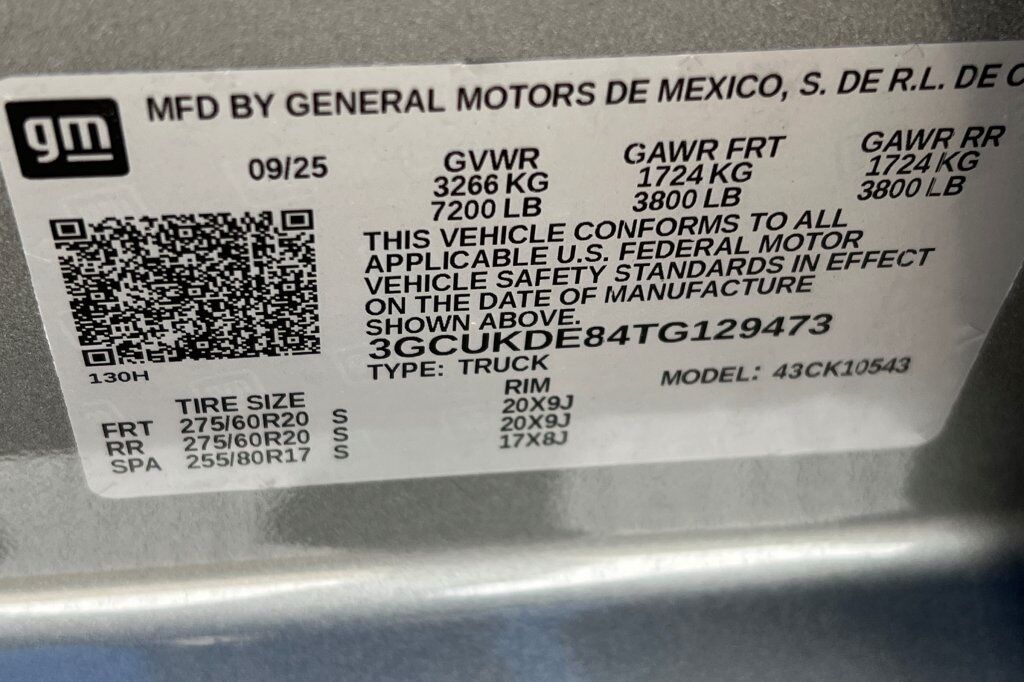 gm
MFD BY GENERAL MOTORS DE MEXICO, S. DE R.L. DE
09/25
GVWR GAWR FRT GAWR RR
3266 KG 1724 KG 1724 KG
7200 LB 3800 LB 3800 LB
THIS VEHICLE CONFORMS TO ALL
APPLICABLE U.S. FEDERAL MOTOR
VEHICLE SAFETY STANDARDS IN EFFECT
ON THE DATE OF MANUFACTURE
SHOWN ABOVE.
3GCUKDE84TG129473
130H
TYPE: TRUCK MODEL: 43CK10543
TIRE SIZE RIM
FRT 275/60R20 S 20X9J
RR 275/60R20 S 20X9J
SPA 255/80R17 S 17X8J